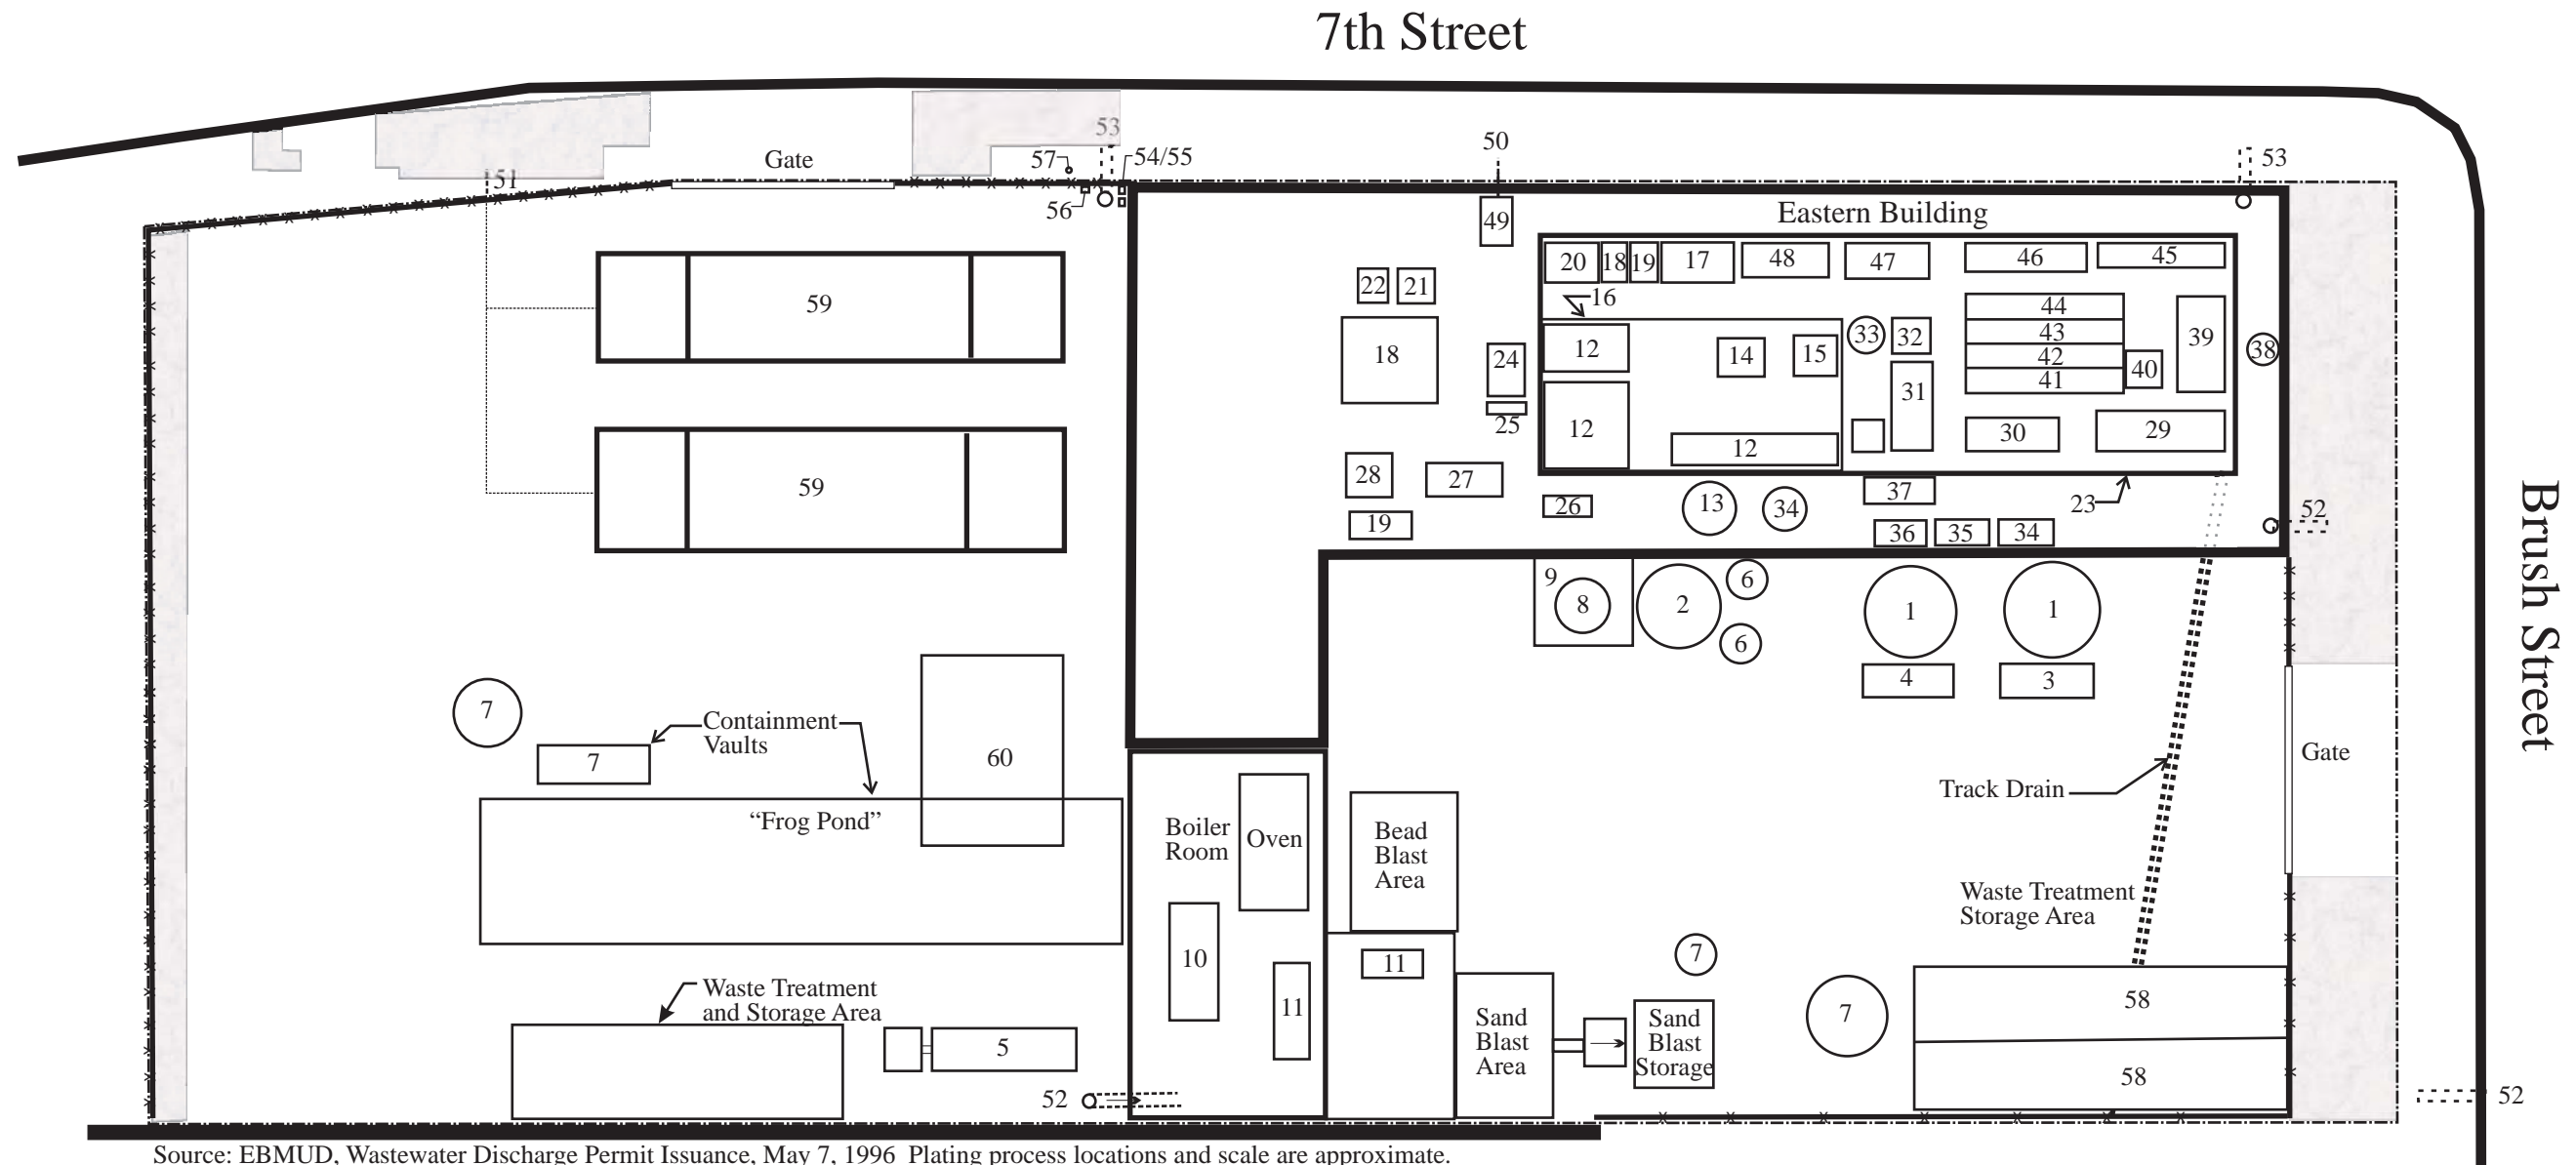 7th Street
53
Gate
57
54/55
50
53
51
56
49
Eastern Building
20
18
19
17
48
47
46
45
22
21
16
59
44
33
32
43
39
38
18
24
12
14
15
42
40
41
31
25
12
12
30
29
59
28
27
26
13
34
37
23
52
19
36
35
34
9
8
2
6
6
1
1
4
3
Brush Street
7
Containment
Vaults
7
60
Gate
Track Drain
“Frog Pond”
Boiler
Room
Oven
Bead
Blast
Area
Waste Treatment
Storage Area
10
11
7
Waste Treatment
and Storage Area
11
58
7
Sand
Blast
Area
Sand
Blast
Storage
5
58
52
52
Source: EBMUD, Wastewater Discharge Permit Issuance, May 7, 1996 Plating process locations and scale are approximate.